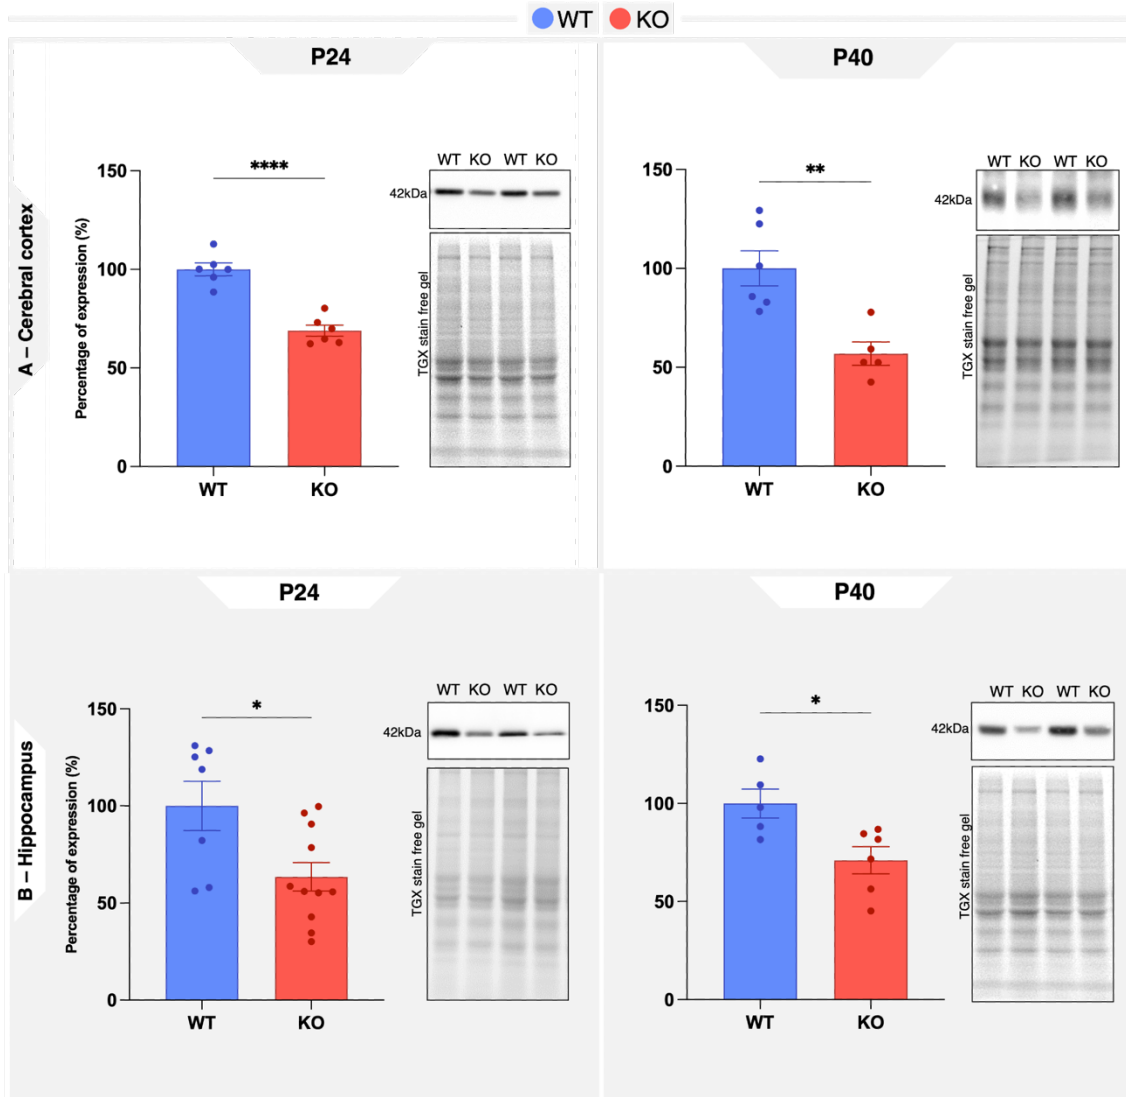 WT KO
P24
P40
A – Cerebral cortex
Percentage of expression (%)
150
100
50
0
****
WT
KO
WT KO WT KO
42kDa
TGX stain free gel
150
100
50
0
**
WT
KO
WT KO WT KO
42kDa
TGX stain free gel
P24
P40
B – Hippocampus
Percentage of expression (%)
150
100
50
0
*
WT
KO
WT KO WT KO
42kDa
TGX stain free gel
150
100
50
0
*
WT
KO
WT KO WT KO
42kDa
TGX stain free gel